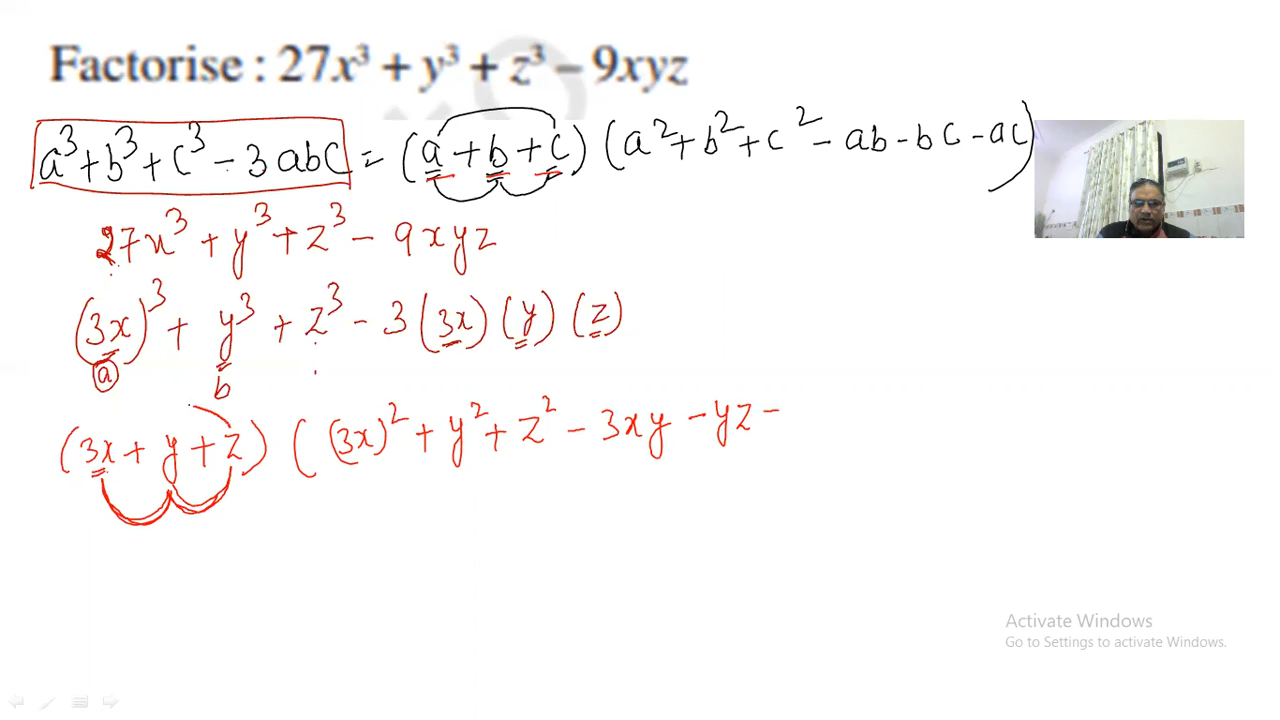 Factorise : 27x³ + y³ + z³ – 9xyz
a³ + b³ + c³ - 3abc = (a + b + c) (a² + b² + c² - ab - bc - ac)
27x³ + y³ + z³ - 9xyz
(3x)³ + y³ + z³ - 3 (3x) (y) (z)
a b
(3x + y + z) ( (3x)² + y² + z² - 3xy - yz -
Activate Windows
Go to Settings to activate Windows.